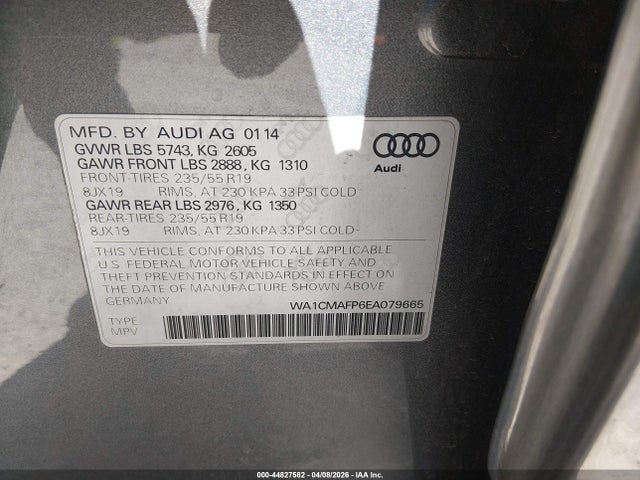 MFD. BY AUDI AG 01 14
GVWR LBS 5743, KG 2605
GAWR FRONT LBS 2888, KG 1310
FRONT-TIRES 235/55 R19
8JX19 RIMS, AT 230 KPA 33 PSI COLD-
GAWR REAR LBS 2976, KG 1350
REAR-TIRES 235/55 R19
8JX19 RIMS, AT 230 KPA 33 PSI COLD-
Audi
THIS VEHICLE CONFORMS TO ALL APPLICABLE
U.S. FEDERAL MOTOR VEHICLE SAFETY AND
THEFT PREVENTION STANDARDS IN EFFECT ON
THE DATE OF MANUFACTURE SHOWN ABOVE.
GERMANY
WA1CMAFP6EA079665
TYPE
MPV
000-44827582 - 04/08/2026 - IAA Inc.